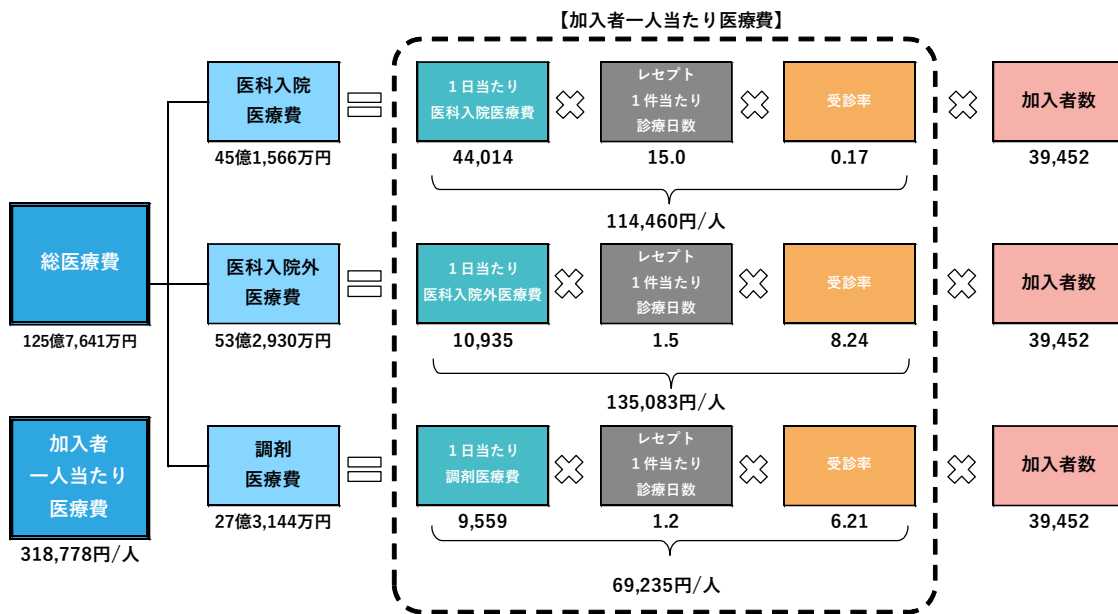 【加入者一人当たり医療費】
医科入院
医療費
45億1,566万円
１日当たり
医科入院医療費
44,014
レセプト
１件当たり
診療日数
15.0
受診率
0.17
加入者数
39,452
114,460円/人
総医療費
125億7,641万円
医科入院外
医療費
53億2,930万円
１日当たり
医科入院外医療費
10,935
レセプト
１件当たり
診療日数
1.5
受診率
8.24
加入者数
39,452
135,083円/人
加入者
一人当たり
医療費
318,778円/人
調剤
医療費
27億3,144万円
１日当たり
調剤医療費
9,559
レセプト
１件当たり
診療日数
1.2
受診率
6.21
加入者数
39,452
69,235円/人